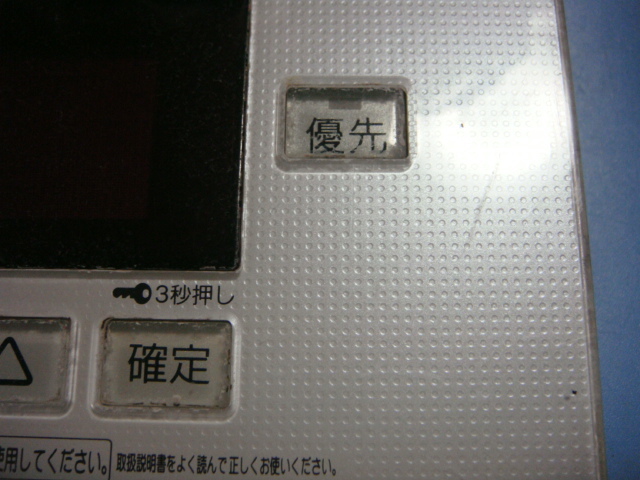 優先
3秒押し
△ 確定
使用してください。 取扱説明書をよく読んで正しくお使いください。